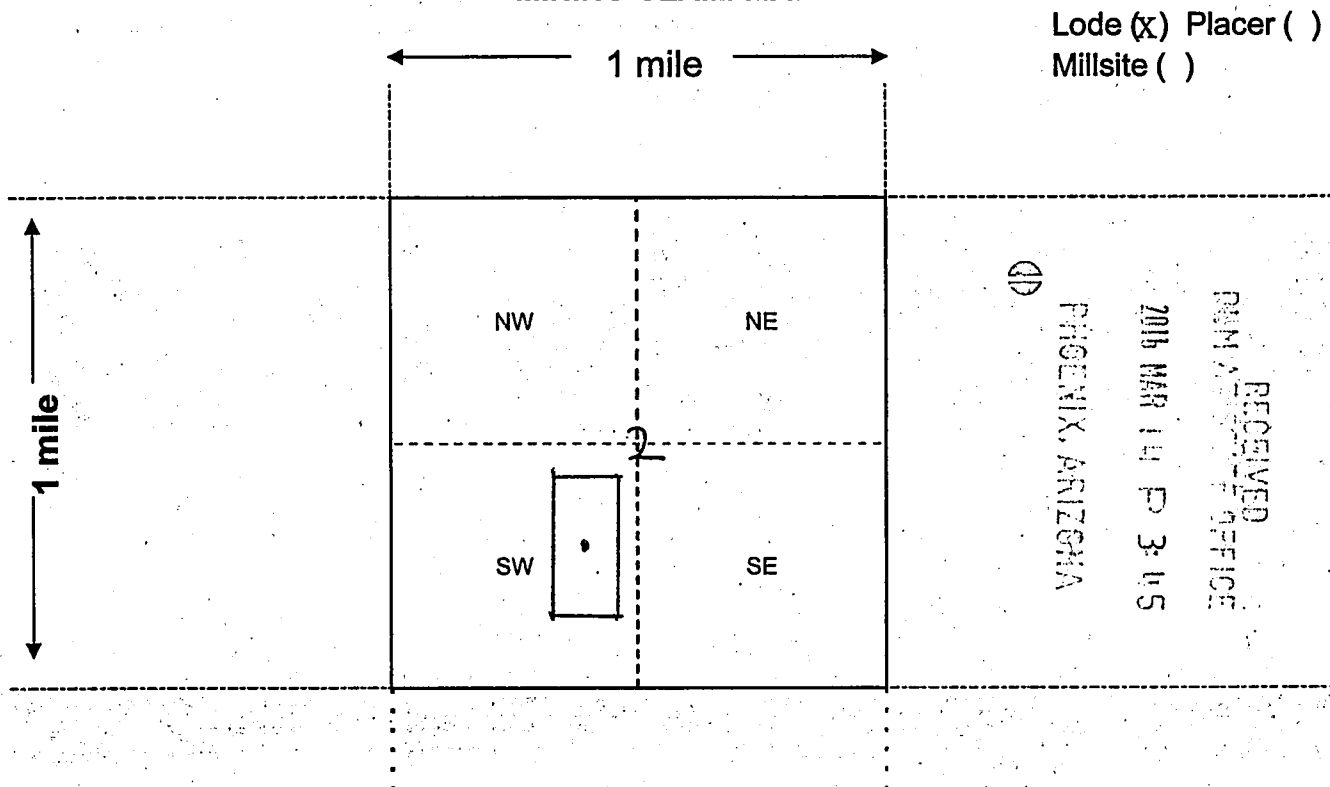 Lode (x) Placer ( )
Millsite ( )
1 mile
1 mile
NW
NE
2
SW
SE
RECEIVED
OFFICE
MAR 14 P 3:45
PHOENIX, ARIZONA